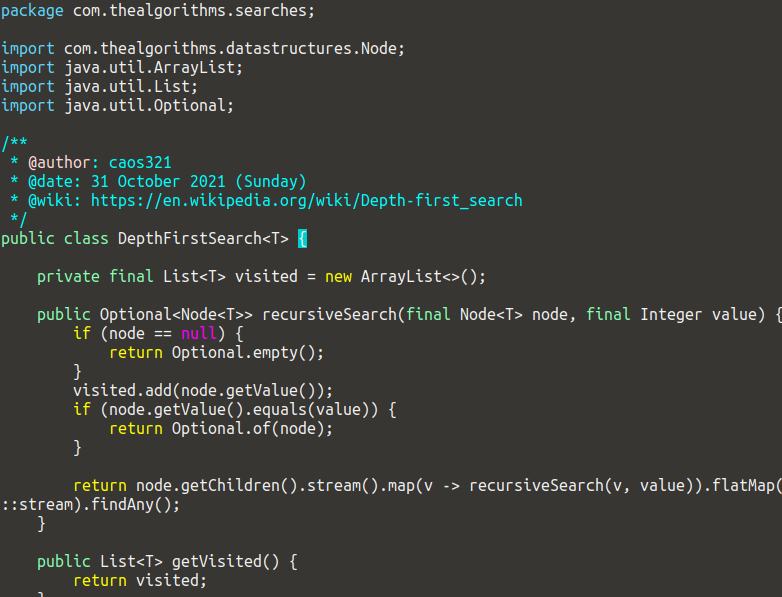 package com.thealgorithms.searches;

import com.thealgorithms.datastructures.Node;
import java.util.ArrayList;
import java.util.List;
import java.util.Optional;

/**
 * @author: caos321
 * @date: 31 October 2021 (Sunday)
 * @wiki: https://en.wikipedia.org/wiki/Depth-first_search
 */
public class DepthFirstSearch<T> {

    private final List<T> visited = new ArrayList<>();

    public Optional<Node<T>> recursiveSearch(final Node<T> node, final Integer value) {
        if (node == null) {
            return Optional.empty();
        }
        visited.add(node.getValue());
        if (node.getValue().equals(value)) {
            return Optional.of(node);
        }

        return node.getChildren().stream().map(v -> recursiveSearch(v, value)).flatMap(
::stream).findAny();
    }

    public List<T> getVisited() {
        return visited;